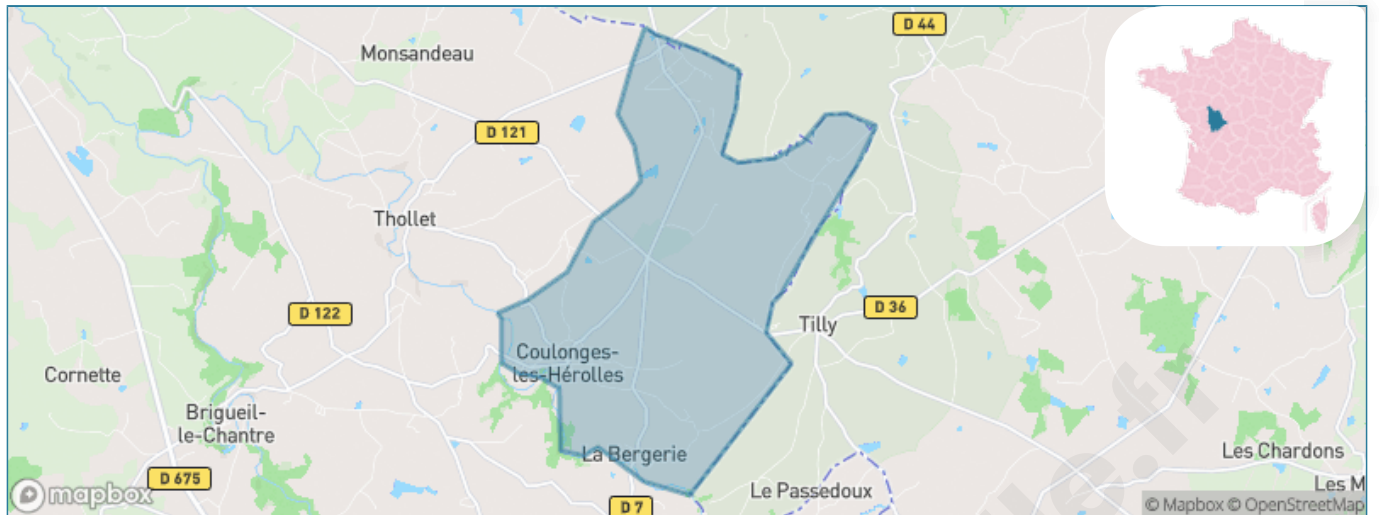 D 44
Monsandeau
D 121
Thollet
D 122
D 36
Tilly
Coulonges-
les-Hérolles
Cornette
Brigueil-
le-Chantre
La Bergerie
Les Chardons
D 675
Le Passedoux
Les M
D 7
mapbox
© Mapbox © OpenStreetMap